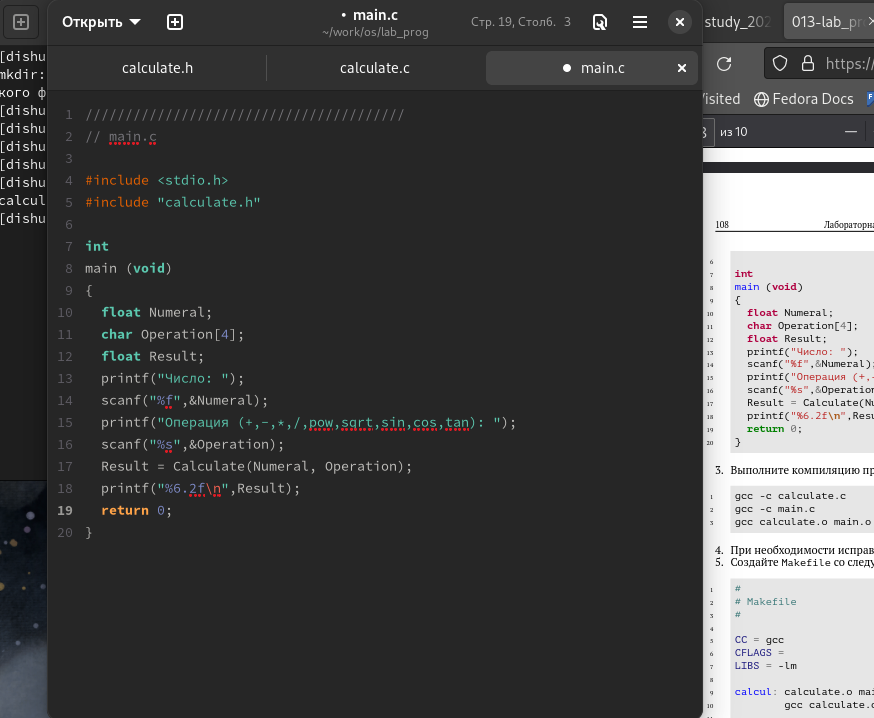 Открыть
• main.c
~/work/os/lab_prog
Стр. 19, Столб. 3
calculate.h
calculate.c
● main.c
1 ////////////////////////////////////////
2 // main.c
3
4 #include <stdio.h>
5 #include "calculate.h"
6
7 int
8 main (void)
9 {
10 float Numeral;
11 char Operation[4];
12 float Result;
13 printf("Число: ");
14 scanf("%f",&Numeral);
15 printf("Операция (+,-,*,/,pow,sqrt,sin,cos,tan): ");
16 scanf("%s",&Operation);
17 Result = Calculate(Numeral, Operation);
18 printf("%6.2f\n",Result);
19 return 0;
20 }
[dishu
mkdir:
кого ф
[dishu
[dishu
[dishu
[dishu
[dishu
calcul
[dishu
study_202
013-lab_pro
https://
Visited
Fedora Docs
из 10
108
Лабораторна
6
7 int
8 main (void)
9 {
10 float Numeral;
11 char Operation[4];
12 float Result;
13 printf("Число: ");
14 scanf("%f",&Numeral);
15 printf("Операция (+,-
16 scanf("%s",&Operation
17 Result = Calculate(Nu
18 printf("%6.2f\n",Resu
19 return 0;
20 }
3. Выполните компиляцию пр
1 gcc -c calculate.c
2 gcc -c main.c
3 gcc calculate.o main.o
4. При необходимости исправ
5. Создайте Makefile со следу
1 #
2 # Makefile
3 #
4
5 CC = gcc
6 CFLAGS =
7 LIBS = -lm
8
9 calcul: calculate.o mai
10 gcc calculate.o